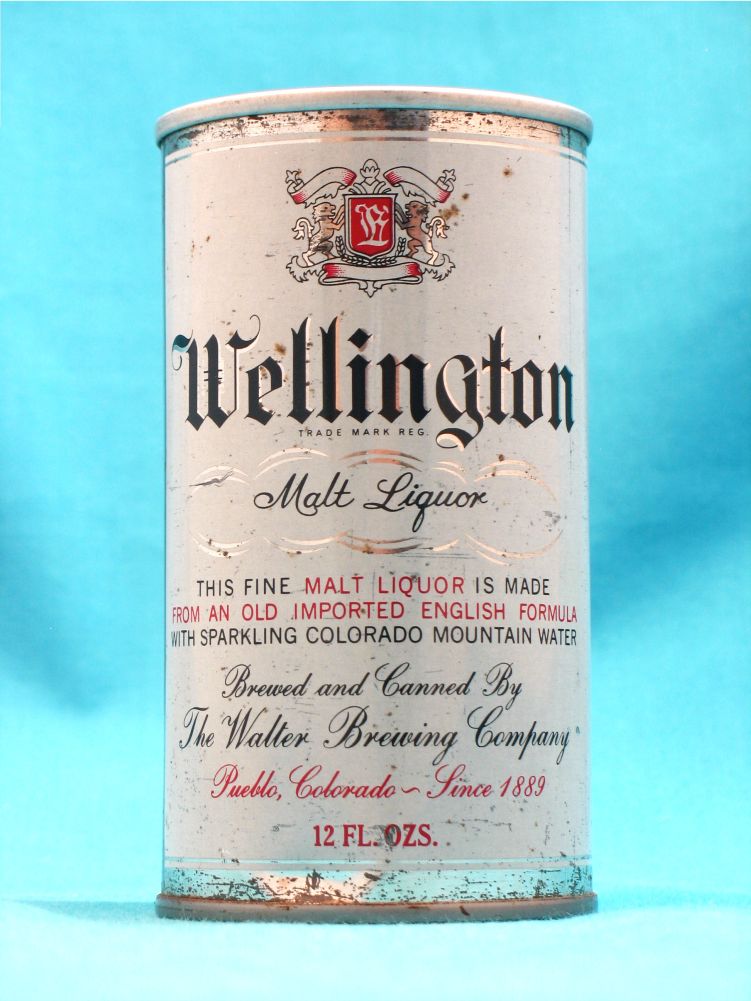 W
Wellington
TRADE MARK REG.
Malt Liquor
THIS FINE MALT LIQUOR IS MADE
FROM AN OLD IMPORTED ENGLISH FORMULA
WITH SPARKLING COLORADO MOUNTAIN WATER
Brewed and Canned By
The Walter Brewing Company
Pueblo, Colorado ~ Since 1889
12 FL. OZS.